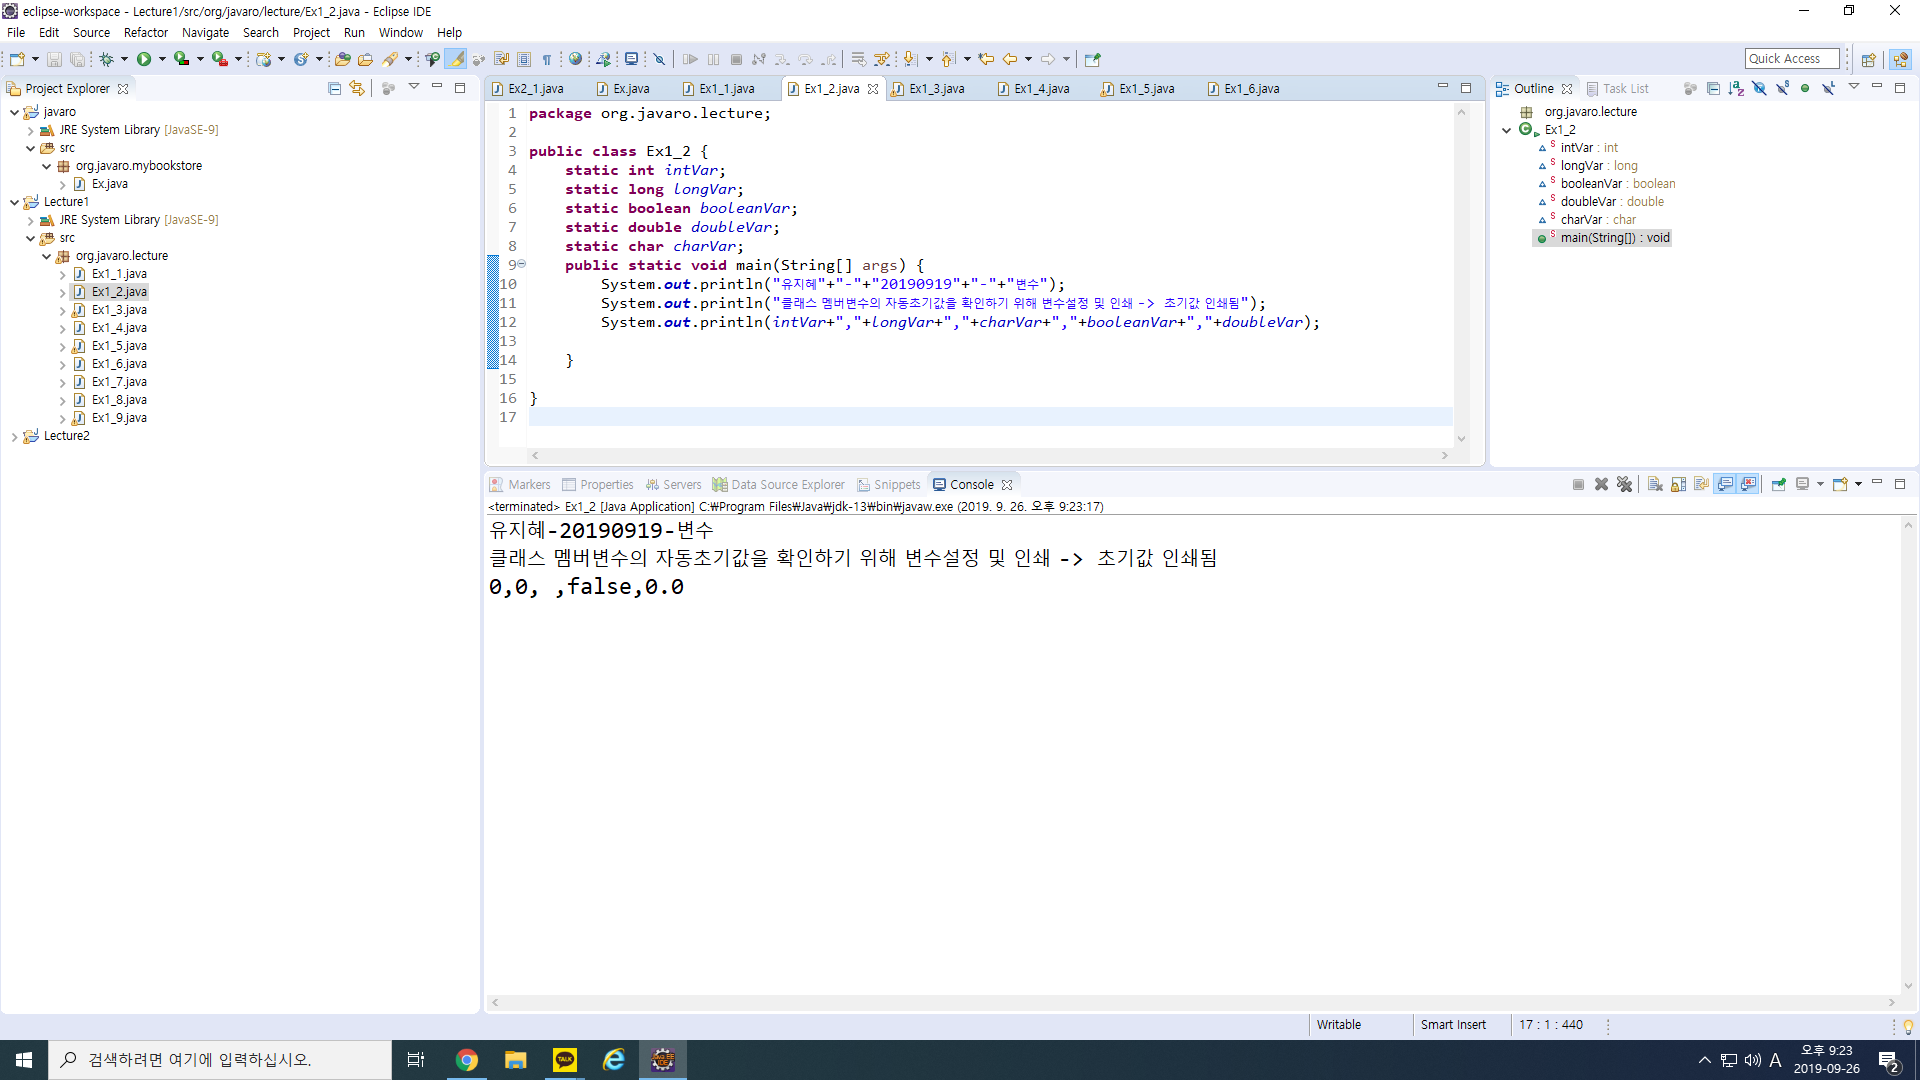 eclipse-workspace - Lecture1/src/org/javaro/lecture/Ex1_2.java - Eclipse IDE
File Edit Source Refactor Navigate Search Project Run Window Help
Quick Access
Project Explorer
javaro
JRE System Library [JavaSE-9]
src
org.javaro.mybookstore
Ex.java
Lecture1
JRE System Library [JavaSE-9]
src
org.javaro.lecture
Ex1_1.java
Ex1_2.java
Ex1_3.java
Ex1_4.java
Ex1_5.java
Ex1_6.java
Ex1_7.java
Ex1_8.java
Ex1_9.java
Lecture2
Ex2_1.java Ex.java Ex1_1.java Ex1_2.java Ex1_3.java Ex1_4.java Ex1_5.java Ex1_6.java
1 package org.javaro.lecture;
2
3 public class Ex1_2 {
4 static int intVar;
5 static long longVar;
6 static boolean booleanVar;
7 static double doubleVar;
8 static char charVar;
9 public static void main(String[] args) {
10 System.out.println("유지혜"+"-"+"20190919"+"-"+"변수");
11 System.out.println("클래스 멤버변수의 자동초기값을 확인하기 위해 변수설정 및 인쇄 -> 초기값 인쇄됨");
12 System.out.println(intVar+","+longVar+","+charVar+","+booleanVar+","+doubleVar);
13
14 }
15
16 }
17
Outline Task List
org.javaro.lecture
Ex1_2
intVar : int
longVar : long
booleanVar : boolean
doubleVar : double
charVar : char
main(String[]) : void
Markers Properties Servers Data Source Explorer Snippets Console
<terminated> Ex1_2 [Java Application] C:₩Program Files₩Java₩jdk-13₩bin₩javaw.exe (2019. 9. 26. 오후 9:23:17)
유지혜-20190919-변수
클래스 멤버변수의 자동초기값을 확인하기 위해 변수설정 및 인쇄 -> 초기값 인쇄됨
0,0, ,false,0.0
Writable Smart Insert 17 : 1 : 440
검색하려면 여기에 입력하십시오.
TALK
A
오후 9:23
2019-09-26
2